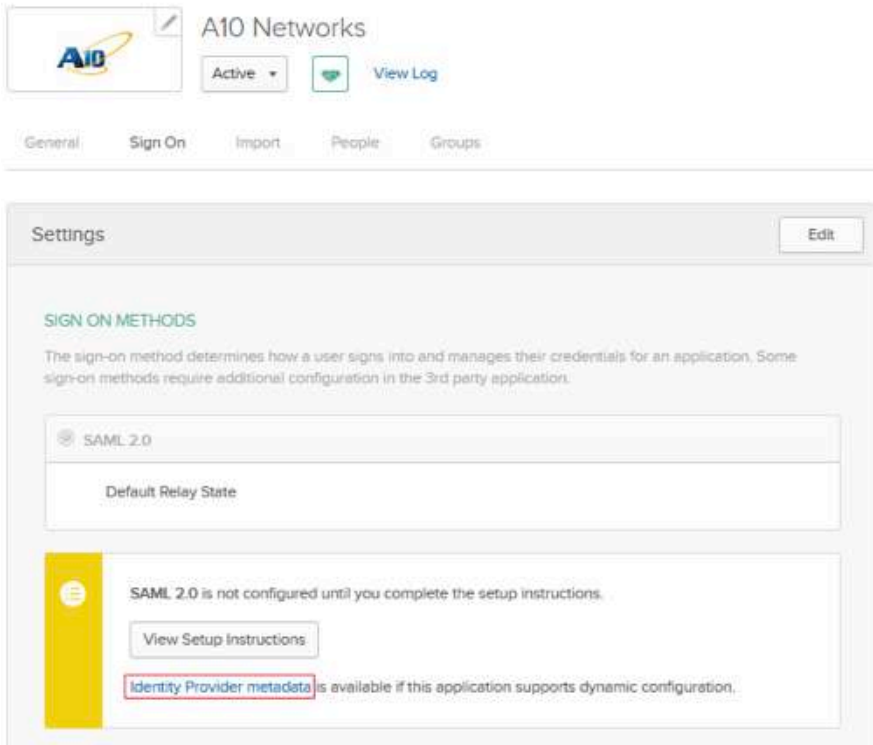 A10 Networks
A10
Active
View Log
General Sign On Import People Groups
Settings
Edit
SIGN ON METHODS
The sign-on method determines how a user signs into and manages their credentials for an application. Some
sign-on methods require additional configuration in the 3rd party application.
SAML 2.0
Default Relay State
SAML 2.0 is not configured until you complete the setup instructions.
View Setup Instructions
Identity Provider metadata is available if this application supports dynamic configuration.